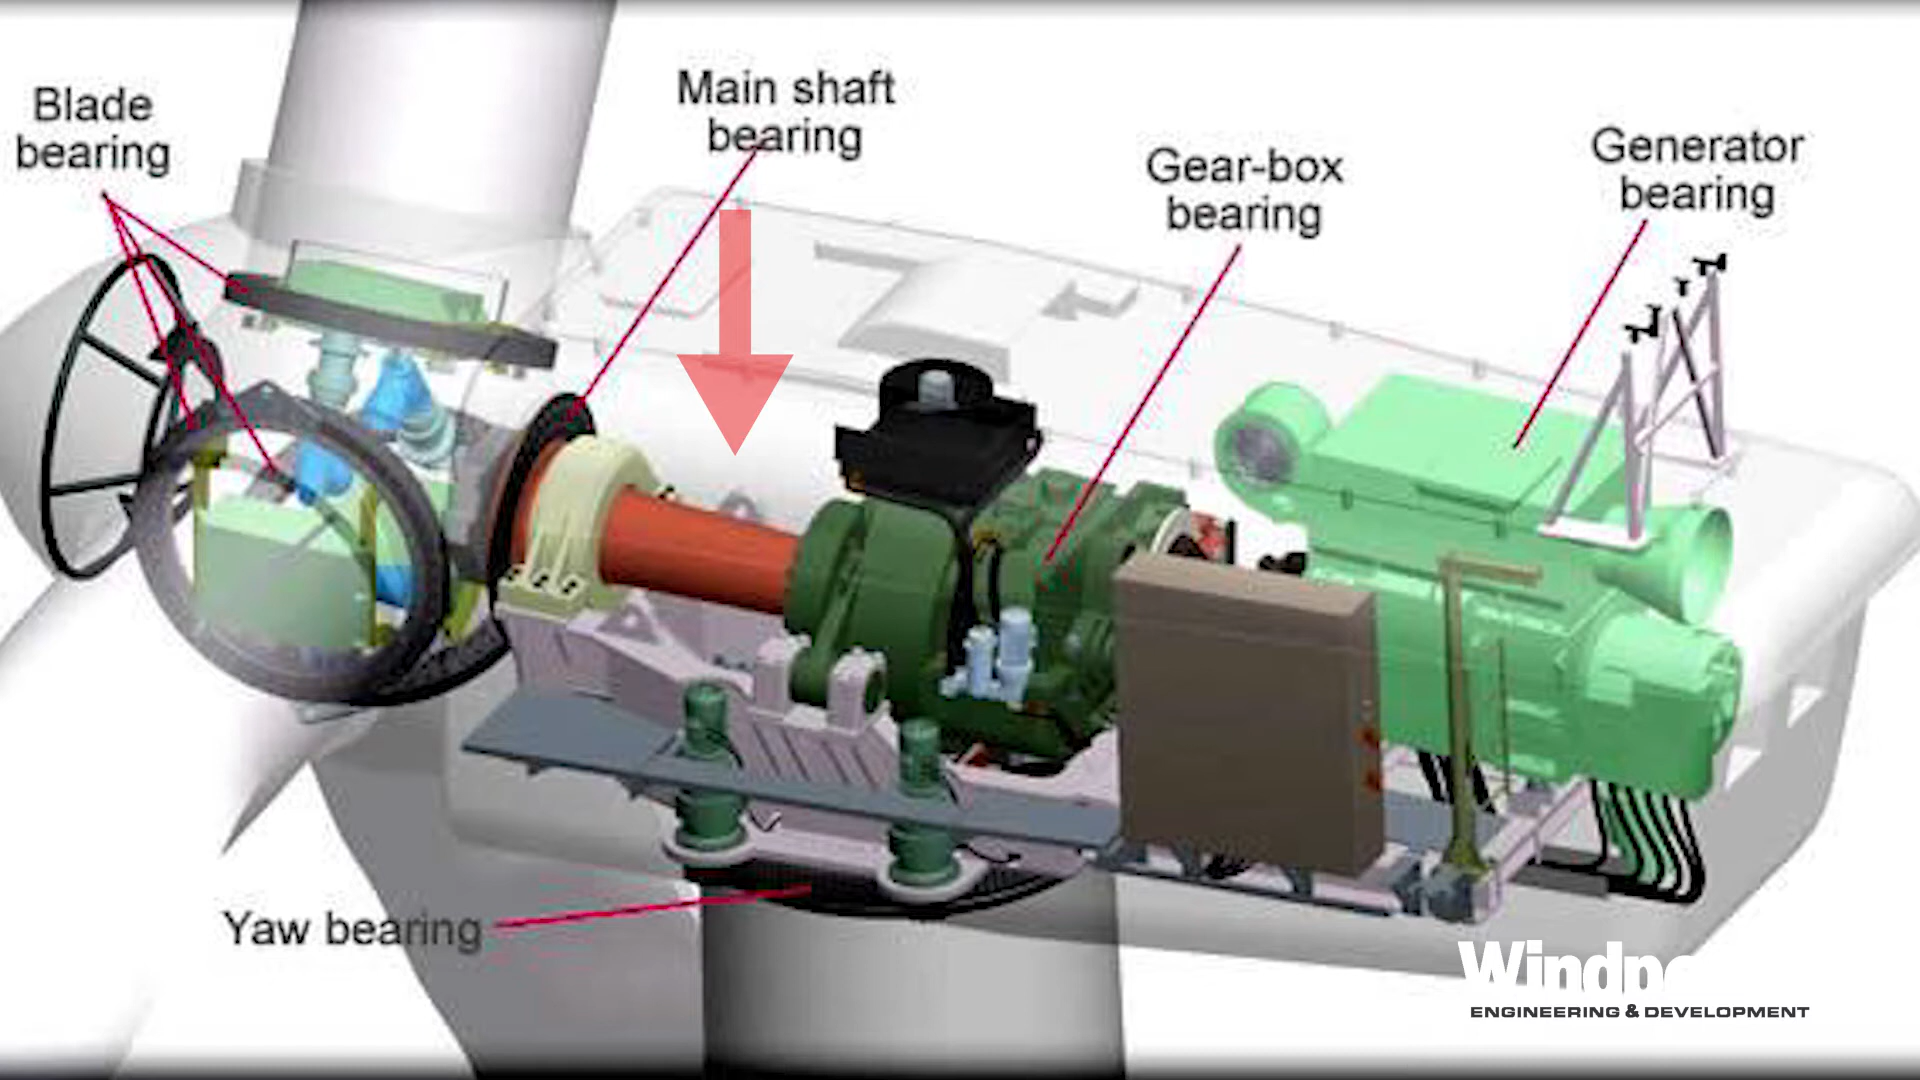 Blade
bearing
Main shaft
bearing
Gear-box
bearing
Generator
bearing
Yaw bearing
ENGINEERING & DEVELOPMENT